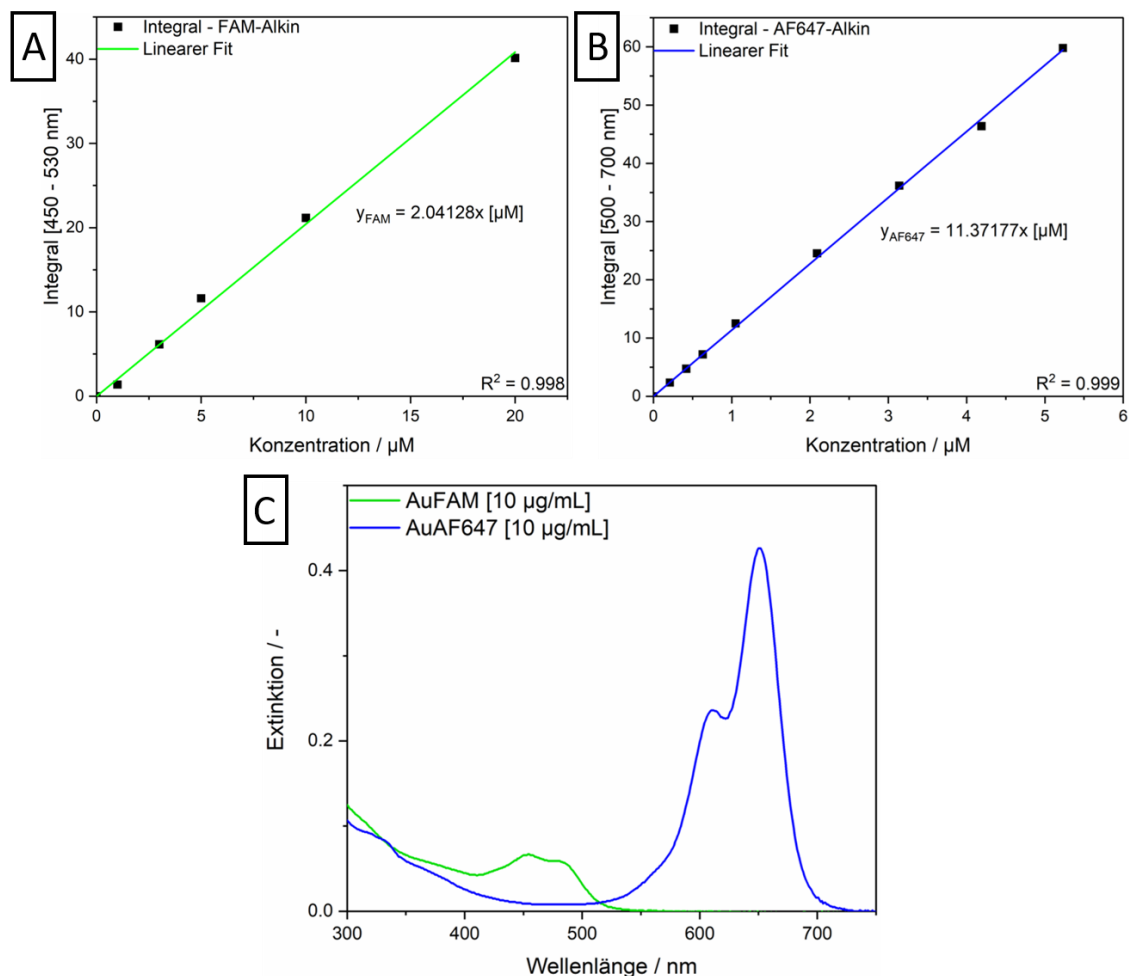 A
Integral - FAM-Alkin
Linearer Fit
Integral [450 - 530 nm]
40
30
20
10
0
y_FAM = 2.04128x [µM]
R² = 0.998
0 5 10 15 20
Konzentration / µM
B
Integral - AF647-Alkin
Linearer Fit
Integral [500 - 700 nm]
60
50
40
30
20
10
0
y_AF647 = 11.37177x [µM]
R² = 0.999
0 1 2 3 4 5 6
Konzentration / µM
C
AuFAM [10 µg/mL]
AuAF647 [10 µg/mL]
Extinktion / -
0.4
0.2
0.0
300 400 500 600 700
Wellenlänge / nm